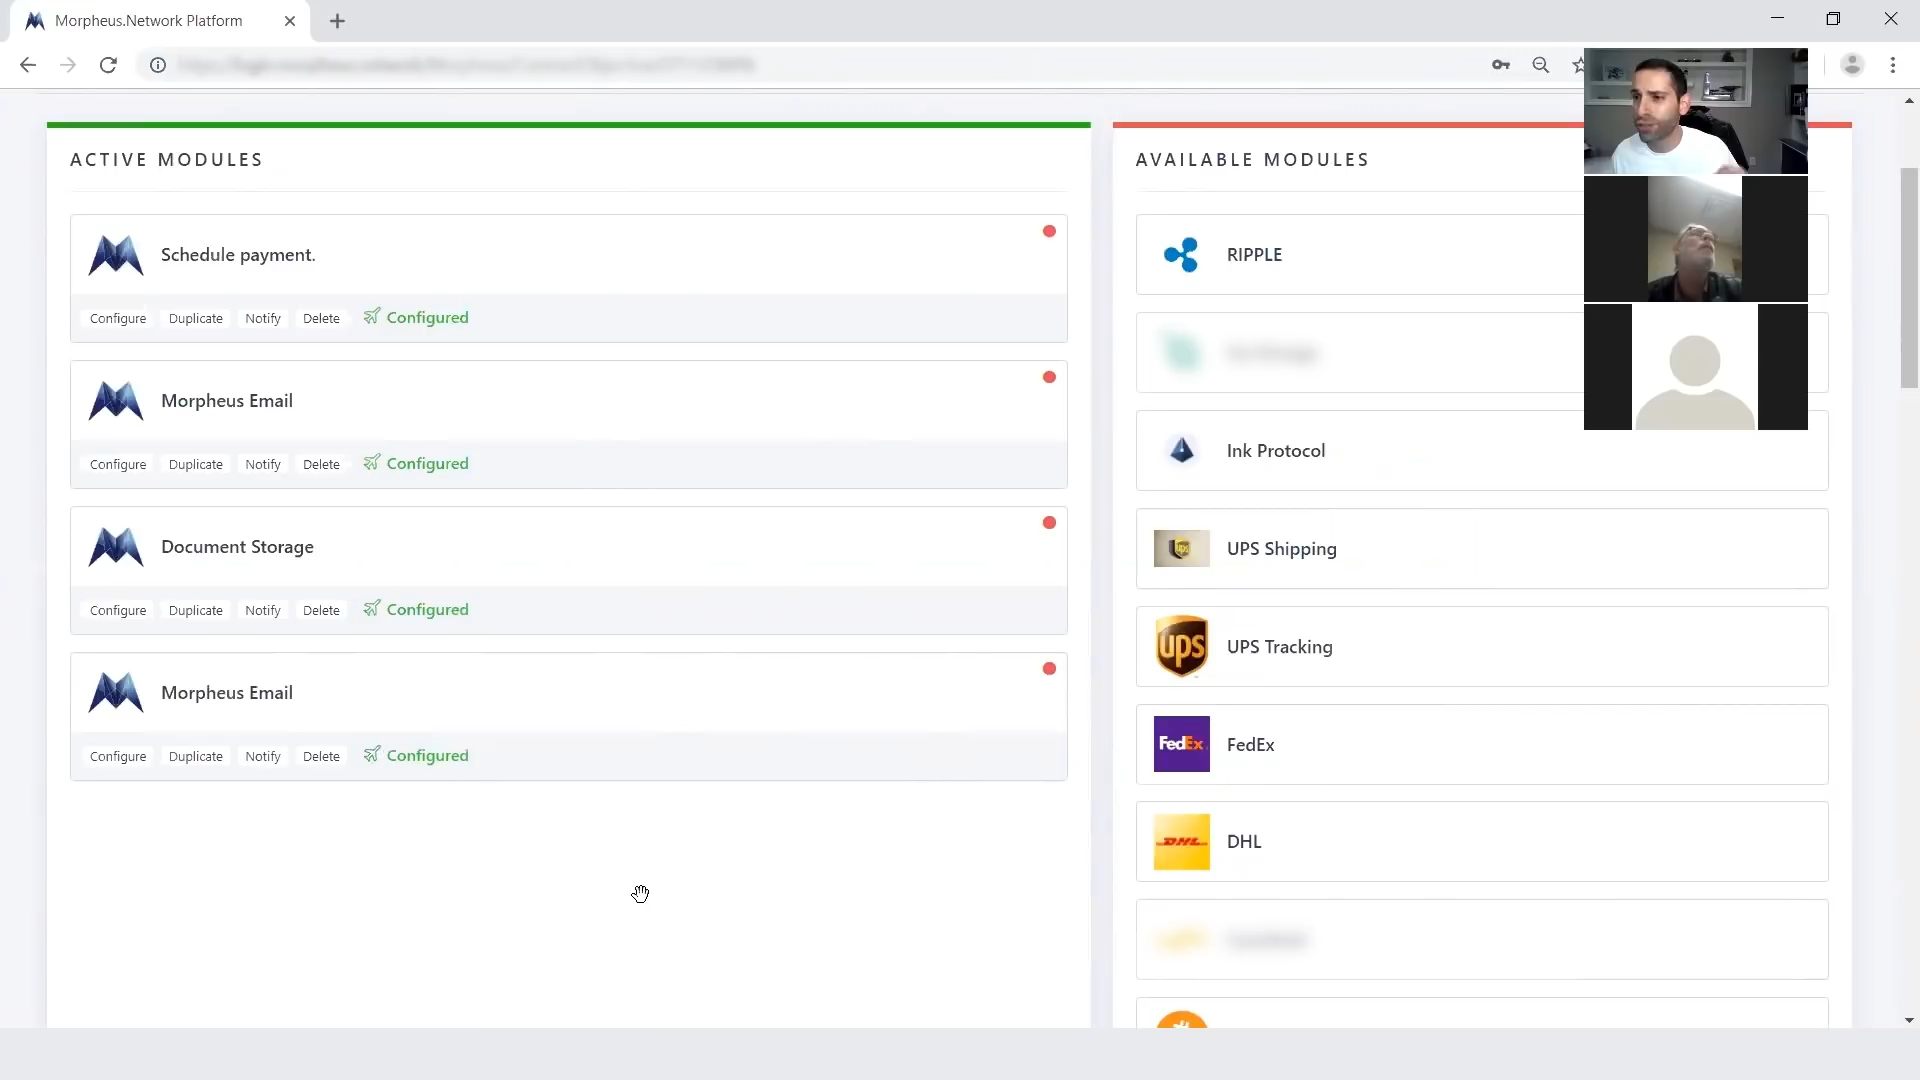 Morpheus.Network Platform
ACTIVE MODULES
Schedule payment.
Configure Duplicate Notify Delete Configured
Morpheus Email
Configure Duplicate Notify Delete Configured
Document Storage
Configure Duplicate Notify Delete Configured
Morpheus Email
Configure Duplicate Notify Delete Configured
AVAILABLE MODULES
RIPPLE
Ink Protocol
ups
UPS Shipping
ups
UPS Tracking
FedEx
FedEx
DHL
DHL